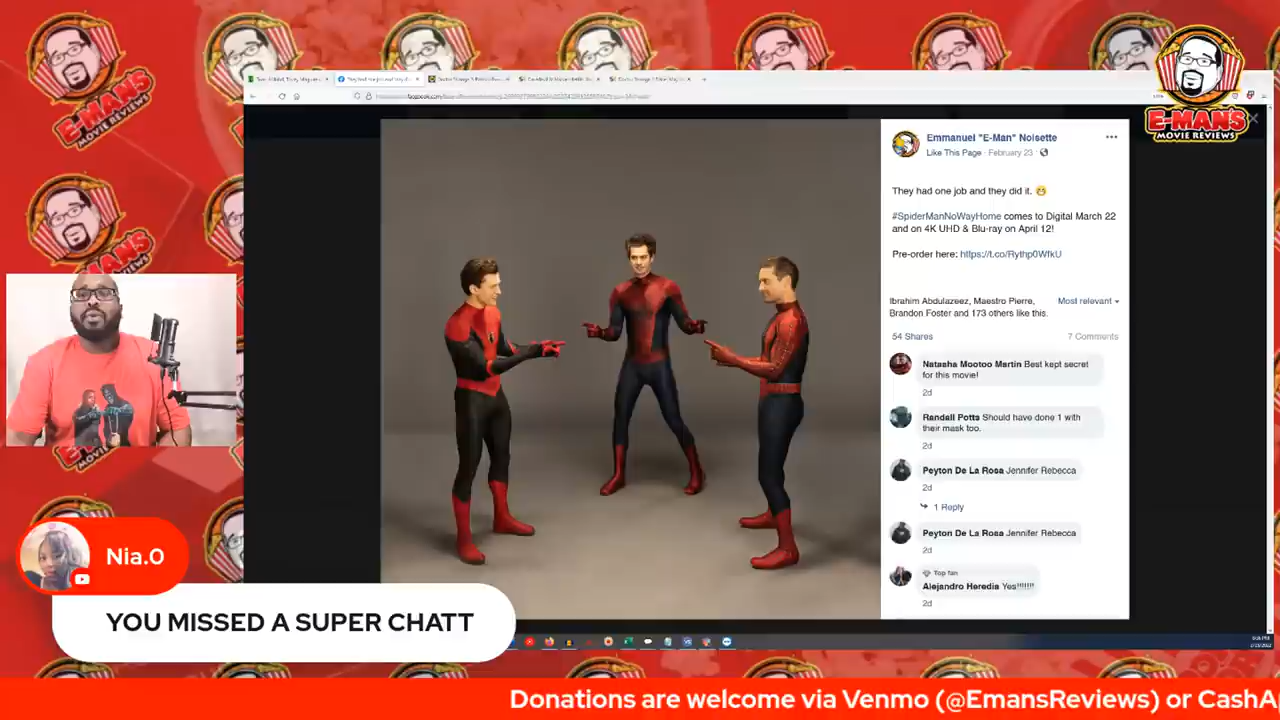 E-MANS
MOVIE REVIEWS
Emmanuel "E-Man" Noisette
Like This Page · February 23
They had one job and they did it. 😁
#SpiderManNoWayHome comes to Digital March 22
and on 4K UHD & Blu-ray on April 12!
Pre-order here: https://t.co/Rythp0WfkU
Ibrahim Abdulazeez, Maestro Pierre,
Brandon Foster and 173 others like this.
Most relevant
54 Shares
7 Comments
Natasha Mootoo Martin Best kept secret
for this movie!
2d
Randall Potts Should have done 1 with
their mask too.
2d
Peyton De La Rosa Jennifer Rebecca
2d
1 Reply
Peyton De La Rosa Jennifer Rebecca
2d
Top fan
Alejandro Heredia Yes!!!!!!!
2d
Nia.0
YOU MISSED A SUPER CHATT
Donations are welcome via Venmo (@EmansReviews) or CashA